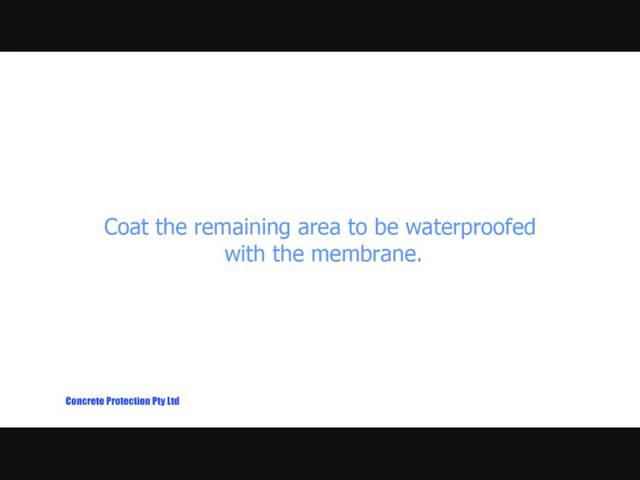 Coat the remaining area to be waterproofed
with the membrane.
Concrete Protection Pty Ltd